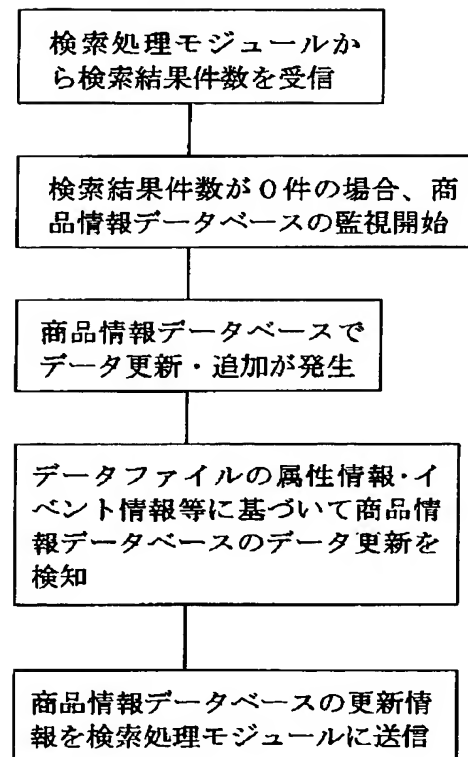 検索処理モジュールか
ら検索結果件数を受信
検索結果件数が０件の場合、商
品情報データベースの監視開始
商品情報データベースで
データ更新・追加が発生
データファイルの属性情報・イ
ベント情報等に基づいて商品情
報データベースのデータ更新を
検知
商品情報データベースの更新情
報を検索処理モジュールに送信